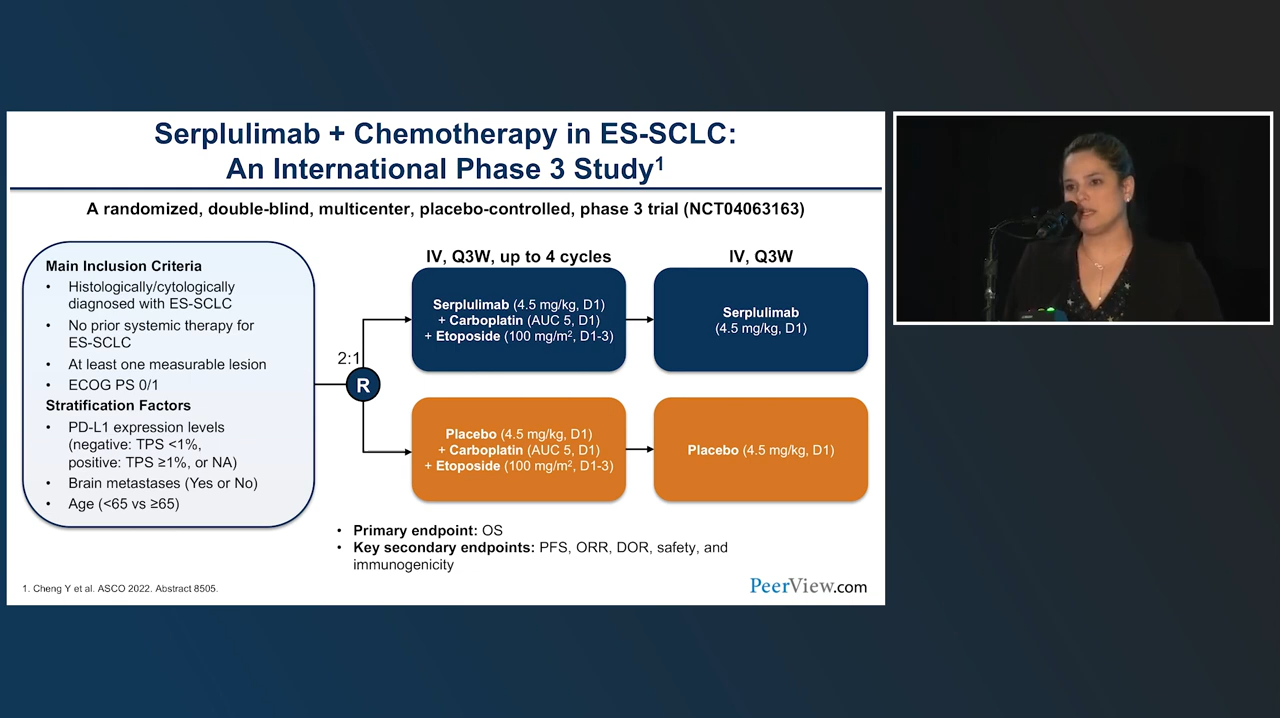 Serplulimab + Chemotherapy in ES-SCLC:
An International Phase 3 Study¹
A randomized, double-blind, multicenter, placebo-controlled, phase 3 trial (NCT04063163)
Main Inclusion Criteria
• Histologically/cytologically
diagnosed with ES-SCLC
• No prior systemic therapy for
ES-SCLC
• At least one measurable lesion
• ECOG PS 0/1
Stratification Factors
• PD-L1 expression levels
(negative: TPS <1%,
positive: TPS ≥1%, or NA)
• Brain metastases (Yes or No)
• Age (<65 vs ≥65)
2:1
R
IV, Q3W, up to 4 cycles
Serplulimab (4.5 mg/kg, D1)
+ Carboplatin (AUC 5, D1)
+ Etoposide (100 mg/m², D1-3)
IV, Q3W
Serplulimab
(4.5 mg/kg, D1)
Placebo (4.5 mg/kg, D1)
+ Carboplatin (AUC 5, D1)
+ Etoposide (100 mg/m², D1-3)
Placebo (4.5 mg/kg, D1)
• Primary endpoint: OS
• Key secondary endpoints: PFS, ORR, DOR, safety, and
immunogenicity
1. Cheng Y et al. ASCO 2022. Abstract 8505.
PeerView.com